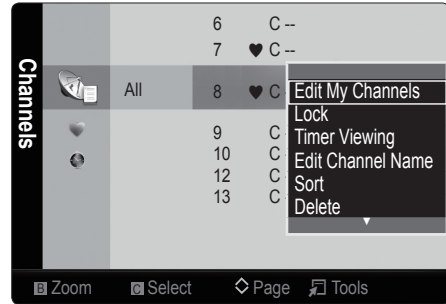 Channels
6 C --
7 ♥ C --
All 8 ♥ C
9 C
10 C
12 C
13 C
Edit My Channels
Lock
Timer Viewing
Edit Channel Name
Sort
Delete
▼
B Zoom C Select Page Tools